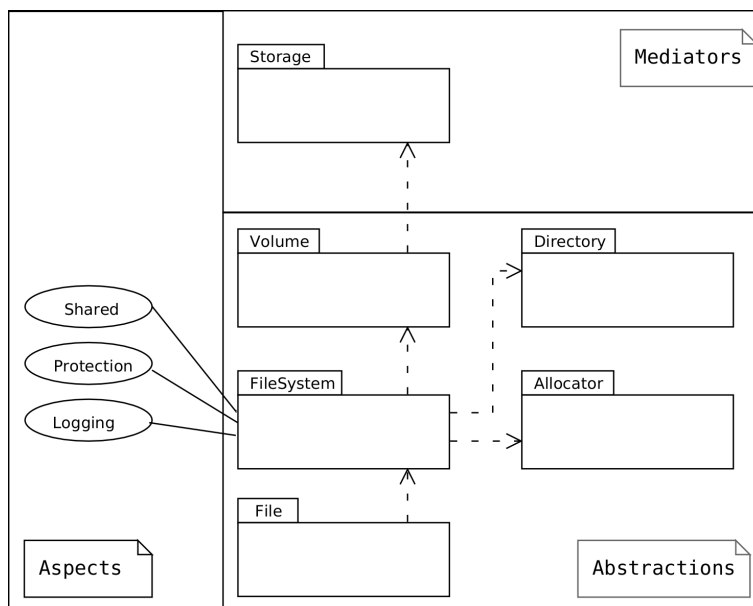 Storage
Mediators
Volume
Directory
Shared
Protection
FileSystem
Allocator
Logging
File
Aspects
Abstractions